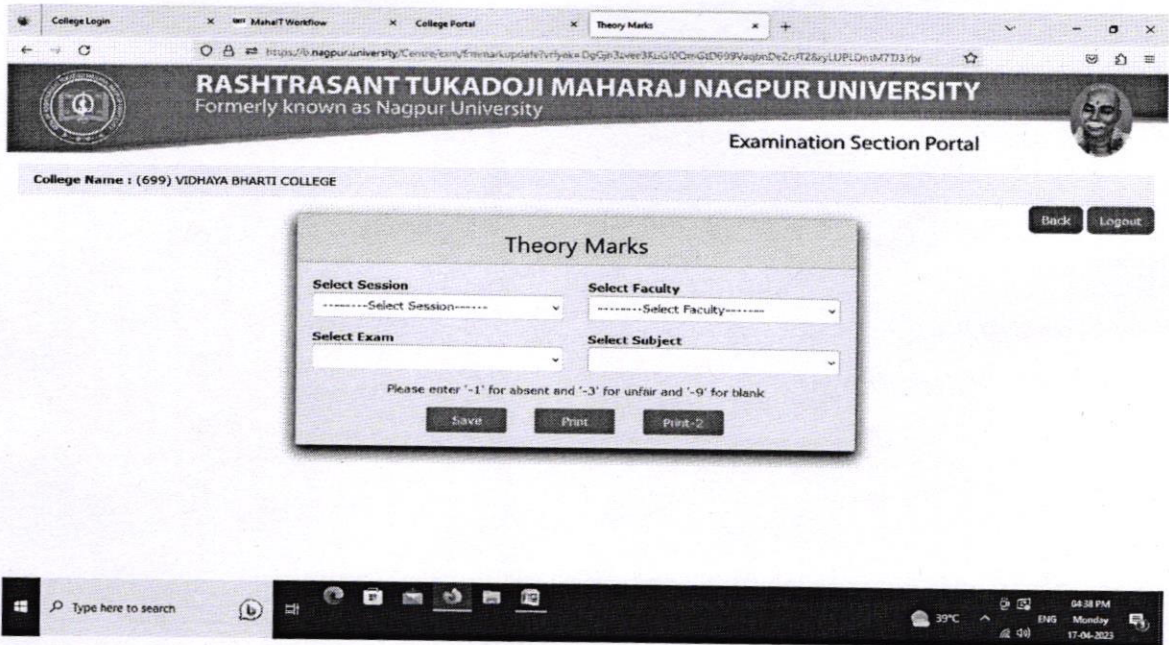 College Login
MahaIT Workflow
College Portal
Theory Marks
RASHTRASANT TUKADOJI MAHARAJ NAGPUR UNIVERSITY
Formerly known as Nagpur University
Examination Section Portal
College Name : (699) VIDHAYA BHARTI COLLEGE
Back Logout
Theory Marks
Select Session Select Faculty
--------Select Session------ --------Select Faculty-------
Select Exam Select Subject
Please enter '-1' for absent and '-3' for unfair and '-9' for blank
Save Print Print-2
Type here to search
39°C ENG
04:38 PM
Monday
17-04-2023